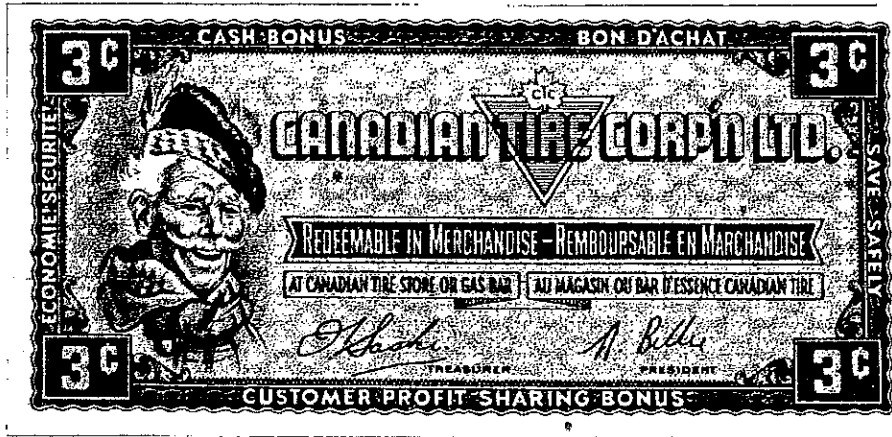 3¢ CASH BONUS BON D'ACHAT 3¢
CTC
CANADIAN TIRE CORP'N LTD.
ECONOMIE SECURITE
SAVE SAFELY
REDEEMABLE IN MERCHANDISE - REMBOURSABLE EN MARCHANDISE
AT CANADIAN TIRE STORE OR GAS BAR AU MAGASIN OU BAR D'ESSENCE CANADIAN TIRE
TREASURER PRESIDENT
3¢ CUSTOMER PROFIT SHARING BONUS 3¢